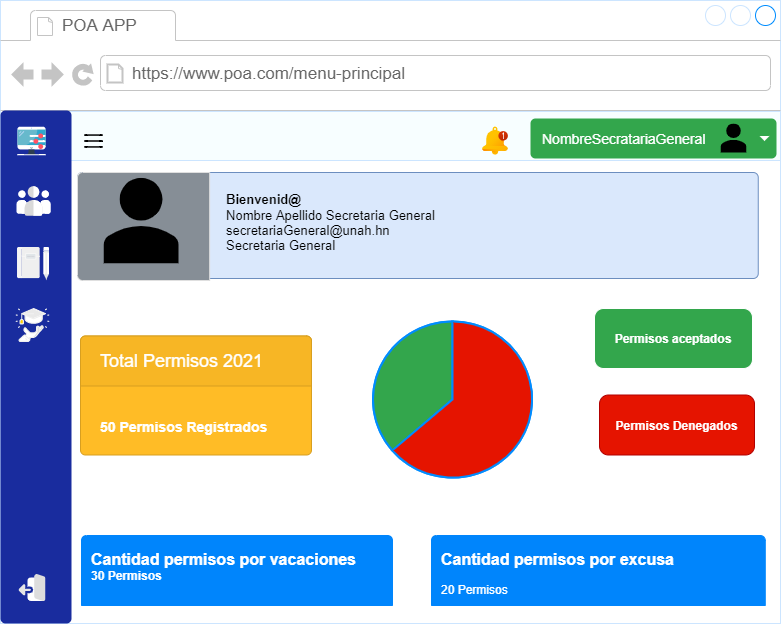 POA APP
https://www.poa.com/menu-principal
1
NombreSecratariaGeneral
Bienvenid@
Nombre Apellido Secretaria General
secretariaGeneral@unah.hn
Secretaria General
Total Permisos 2021
50 Permisos Registrados
Permisos aceptados
Permisos Denegados
Cantidad permisos por vacaciones
30 Permisos
Cantidad permisos por excusa
20 Permisos